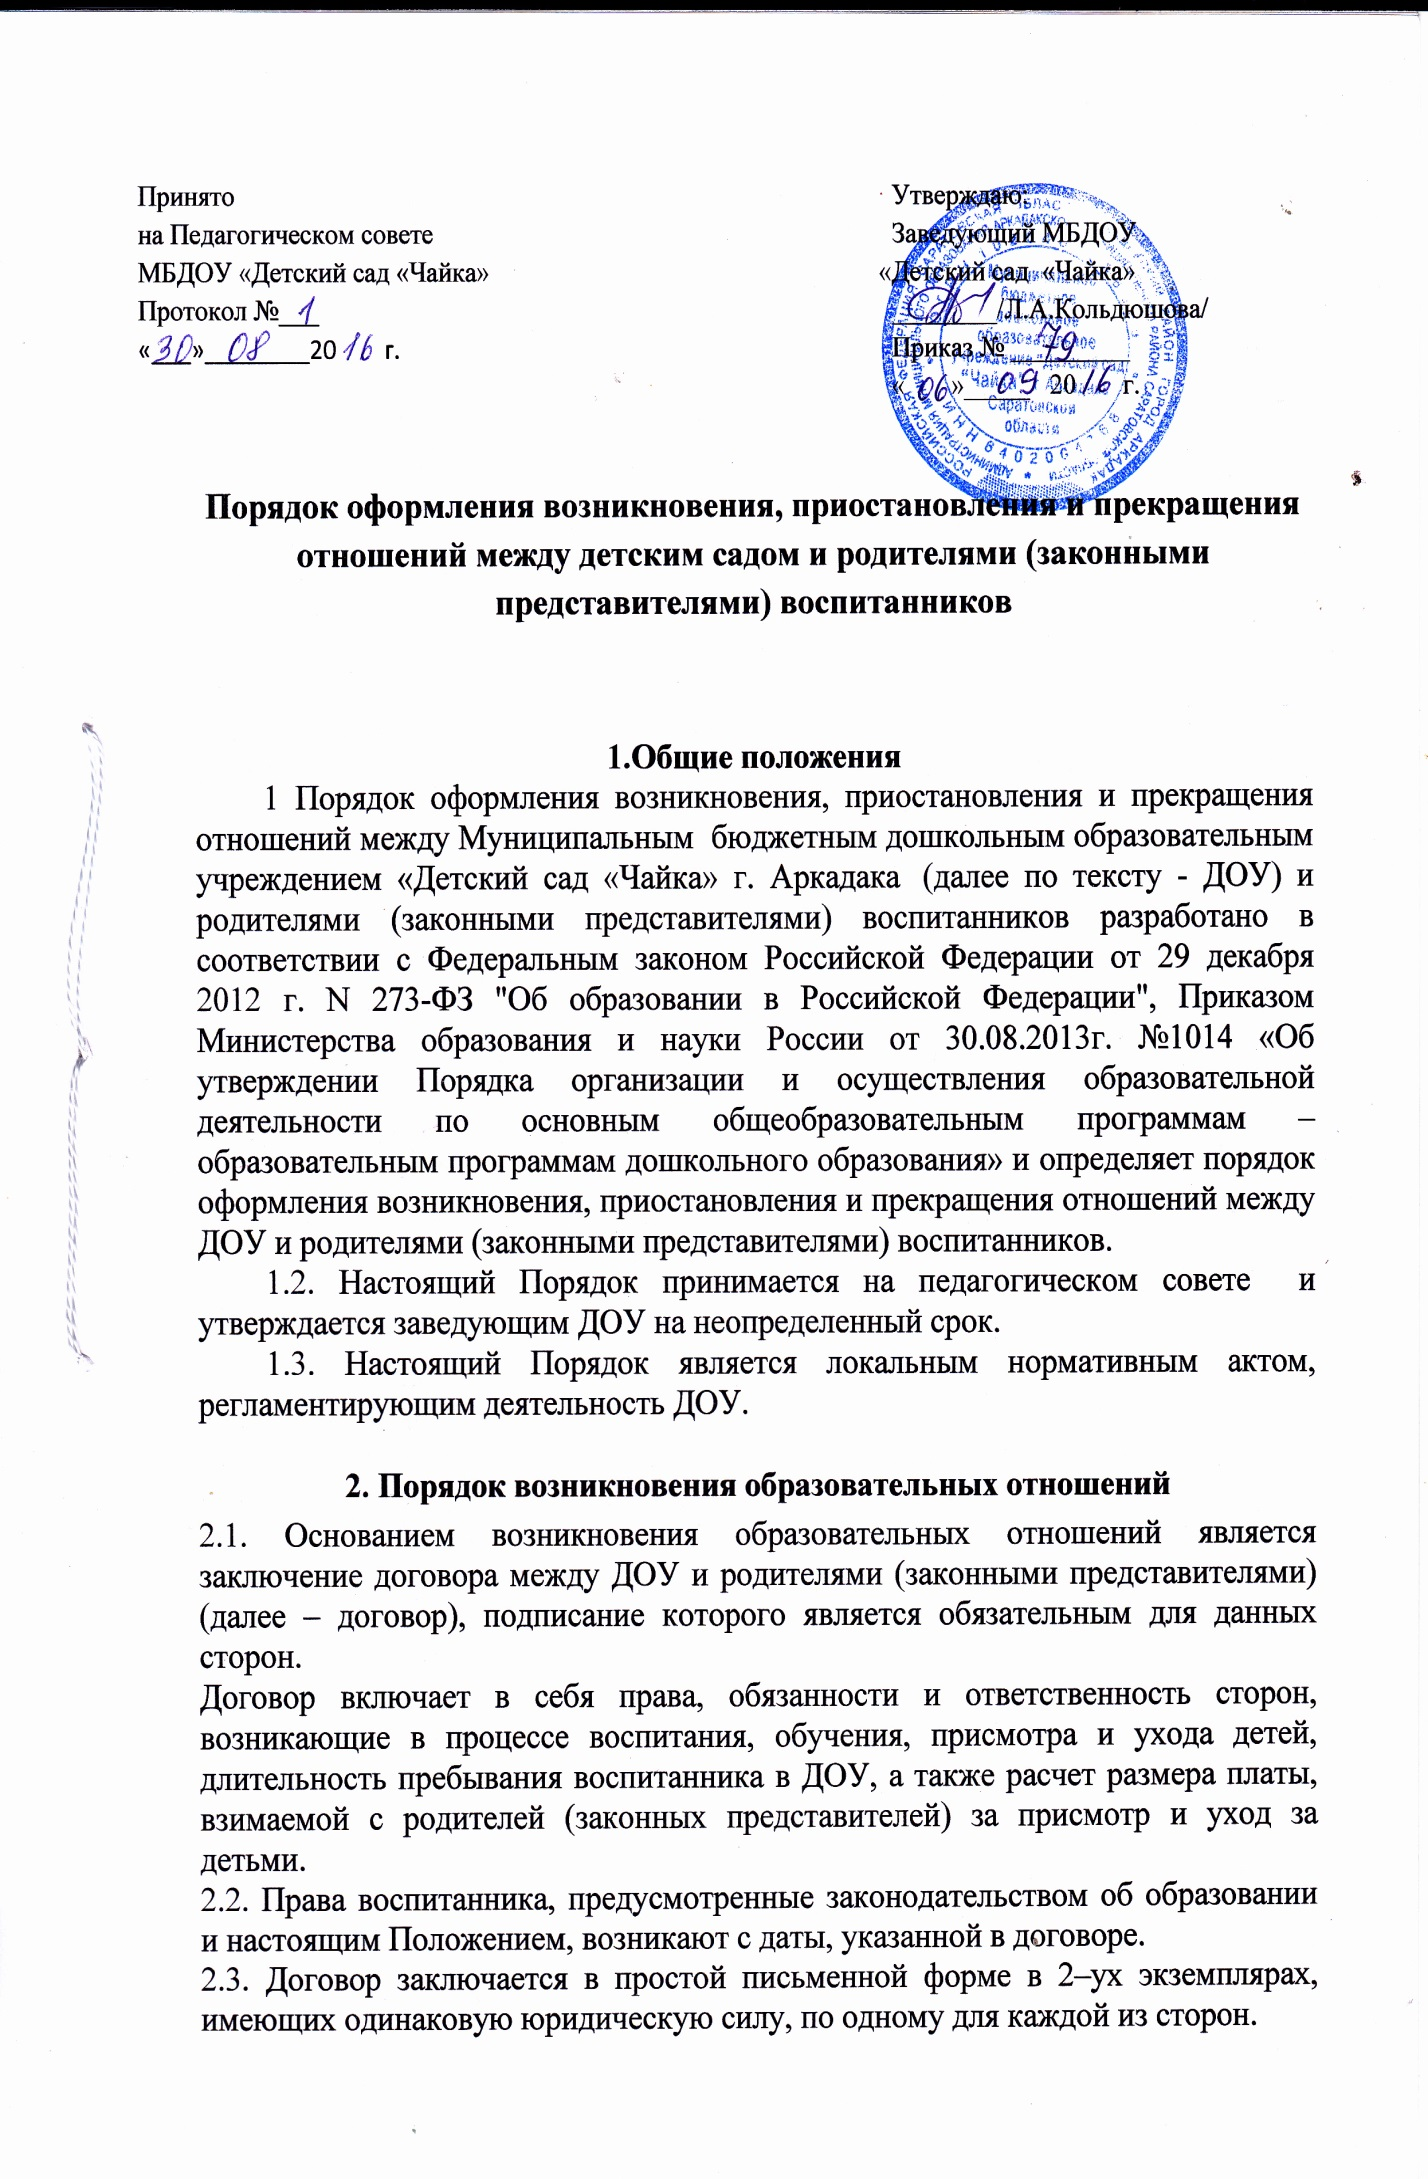 Принято
на Педагогическом совете
МБДОУ «Детский сад «Чайка»
Протокол № 1
«30» 08 2016 г.
Утверждаю:
Заведующий МБДОУ
«Детский сад «Чайка»
/Л.А.Кольдюшова/
Приказ № 79
«06» 09 2016 г.
Саратовской
области
Порядок оформления возникновения, приостановления и прекращения
отношений между детским садом и родителями (законными
представителями) воспитанников
1.Общие положения
1 Порядок оформления возникновения, приостановления и прекращения
отношений между Муниципальным бюджетным дошкольным образовательным
учреждением «Детский сад «Чайка» г. Аркадака (далее по тексту - ДОУ) и
родителями (законными представителями) воспитанников разработано в
соответствии с Федеральным законом Российской Федерации от 29 декабря
2012 г. N 273-ФЗ "Об образовании в Российской Федерации", Приказом
Министерства образования и науки России от 30.08.2013г. №1014 «Об
утверждении Порядка организации и осуществления образовательной
деятельности по основным общеобразовательным программам –
образовательным программам дошкольного образования» и определяет порядок
оформления возникновения, приостановления и прекращения отношений между
ДОУ и родителями (законными представителями) воспитанников.
1.2. Настоящий Порядок принимается на педагогическом совете и
утверждается заведующим ДОУ на неопределенный срок.
1.3. Настоящий Порядок является локальным нормативным актом,
регламентирующим деятельность ДОУ.
2. Порядок возникновения образовательных отношений
2.1. Основанием возникновения образовательных отношений является
заключение договора между ДОУ и родителями (законными представителями)
(далее – договор), подписание которого является обязательным для данных
сторон.
Договор включает в себя права, обязанности и ответственность сторон,
возникающие в процессе воспитания, обучения, присмотра и ухода детей,
длительность пребывания воспитанника в ДОУ, а также расчет размера платы,
взимаемой с родителей (законных представителей) за присмотр и уход за
детьми.
2.2. Права воспитанника, предусмотренные законодательством об образовании
и настоящим Положением, возникают с даты, указанной в договоре.
2.3. Договор заключается в простой письменной форме в 2–ух экземплярах,
имеющих одинаковую юридическую силу, по одному для каждой из сторон.